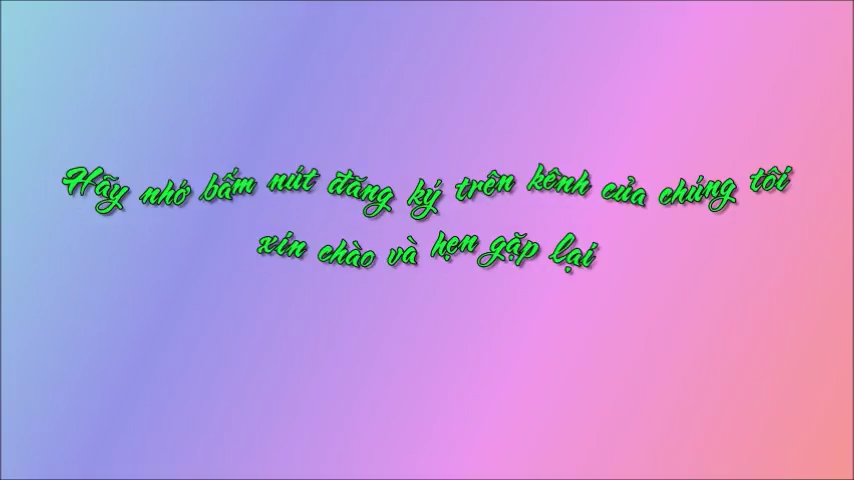 Hãy nhớ bấm nút đăng ký trên kênh của chúng tôi
xin chào và hẹn gặp lại